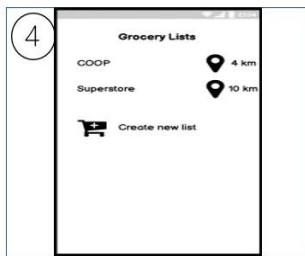 4
Grocery Lists
COOP 4 km
Superstore 10 km
Create new list